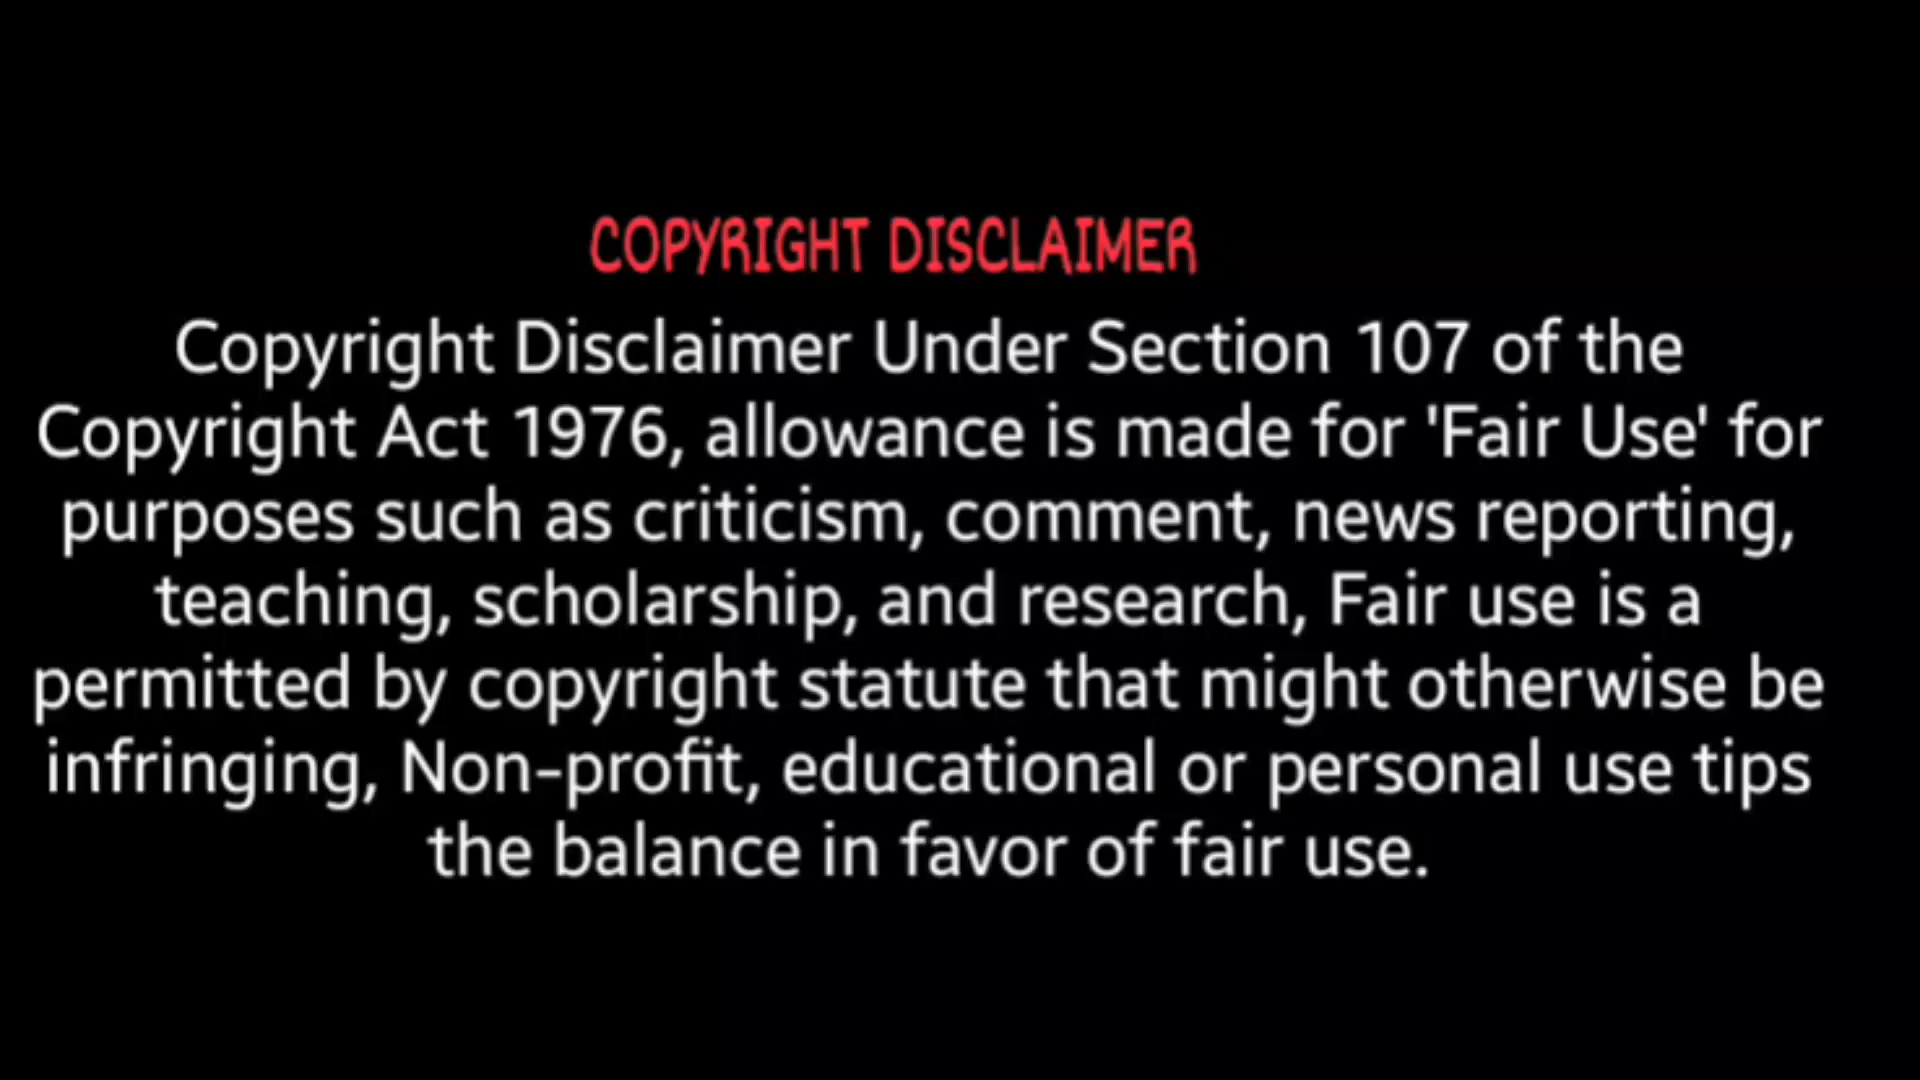 COPYRIGHT DISCLAIMER
Copyright Disclaimer Under Section 107 of the
Copyright Act 1976, allowance is made for 'Fair Use' for
purposes such as criticism, comment, news reporting,
teaching, scholarship, and research, Fair use is a
permitted by copyright statute that might otherwise be
infringing, Non-profit, educational or personal use tips
the balance in favor of fair use.